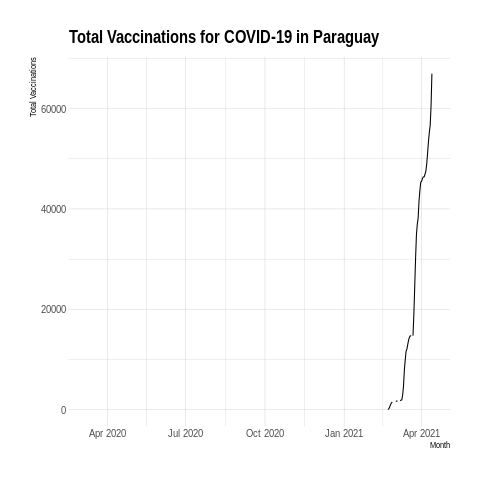 Total Vaccinations for COVID-19 in Paraguay
Total Vaccinations
60000
40000
20000
0
Apr 2020 Jul 2020 Oct 2020 Jan 2021 Apr 2021
Month